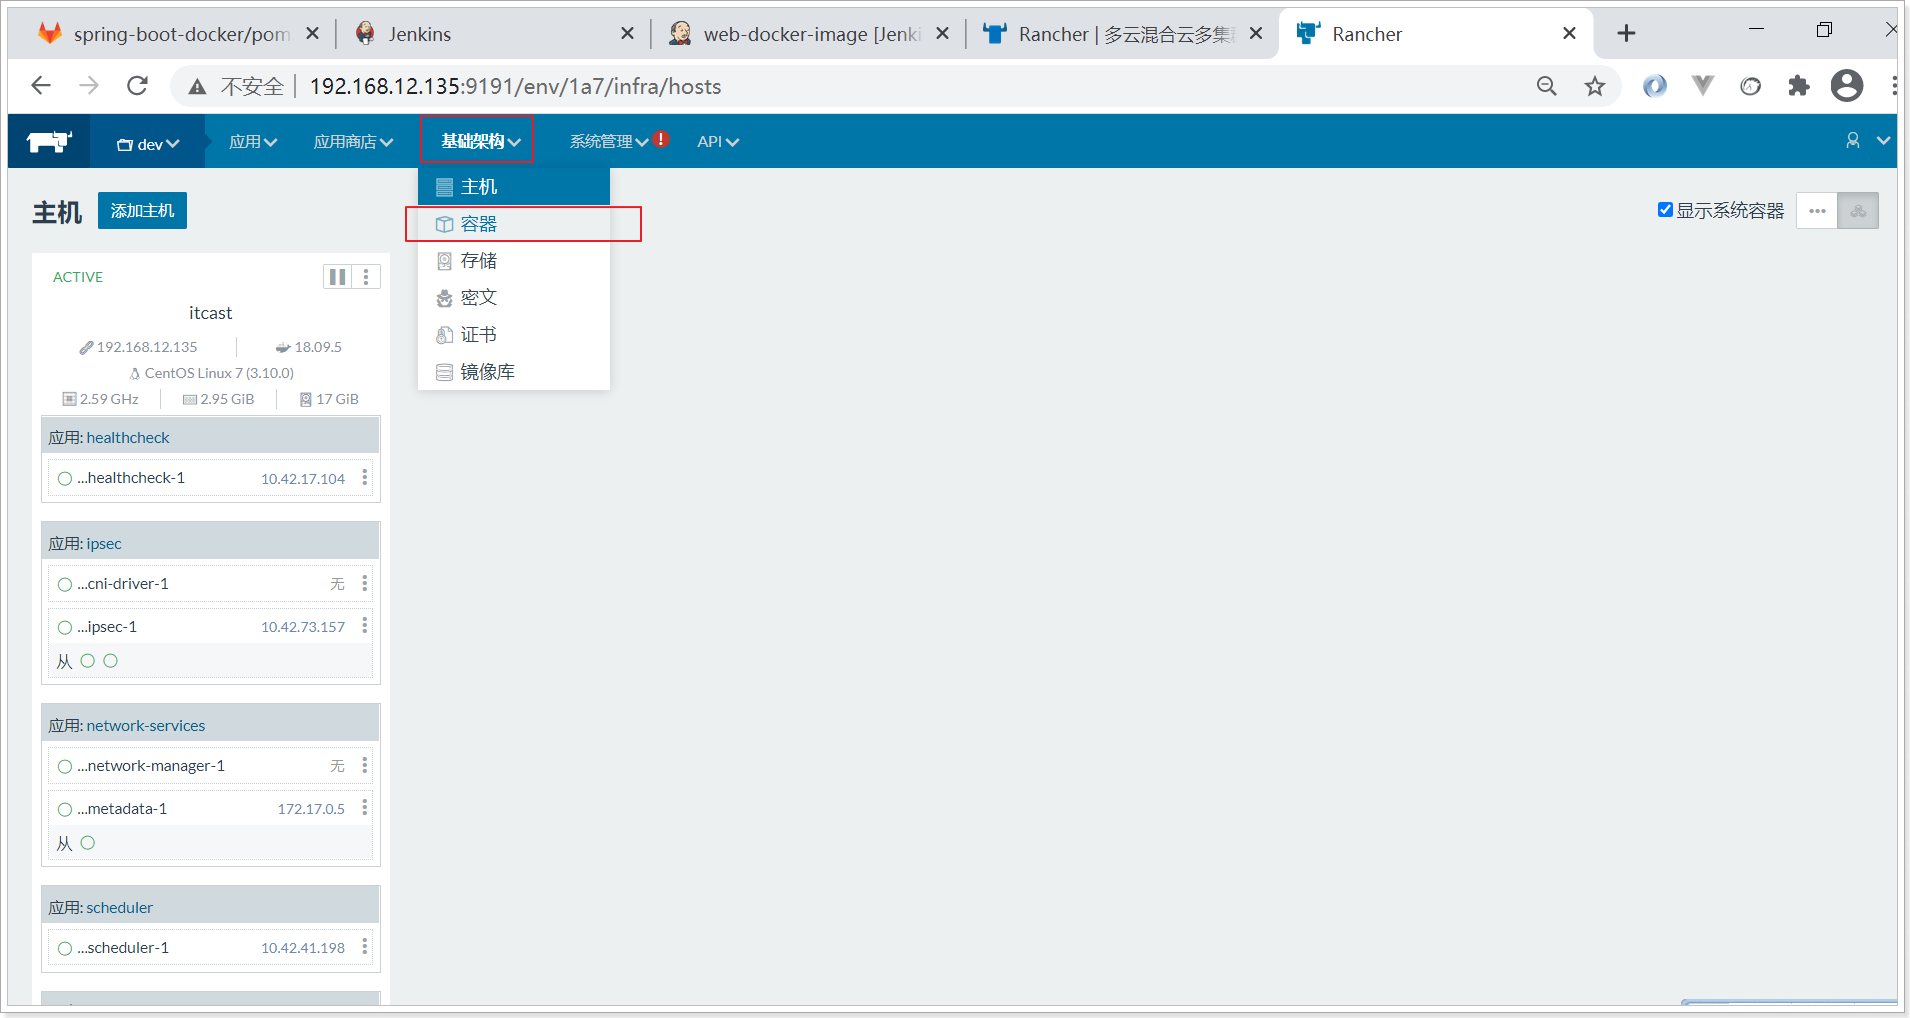 spring-boot-docker/pom
Jenkins
web-docker-image [Jenki
Rancher | 多云混合云多集群
Rancher
不安全
192.168.12.135:9191/env/1a7/infra/hosts
dev
应用
应用商店
基础架构
系统管理
API
主机
容器
存储
密文
证书
镜像库
主机
添加主机
显示系统容器
ACTIVE
itcast
192.168.12.135
18.09.5
CentOS Linux 7 (3.10.0)
2.59 GHz
2.95 GiB
17 GiB
应用: healthcheck
...healthcheck-1
10.42.17.104
应用: ipsec
...cni-driver-1
无
...ipsec-1
10.42.73.157
从
应用: network-services
...network-manager-1
无
...metadata-1
172.17.0.5
从
应用: scheduler
...scheduler-1
10.42.41.198